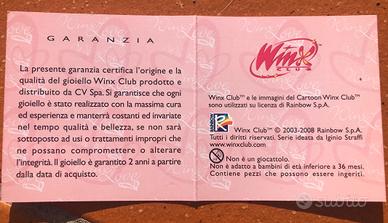 GARANZIA
La presente garanzia certifica l'origine e la
qualità del gioiello Winx Club prodotto e
distribuito da CV Spa. Si garantisce che ogni
gioiello è stato realizzato con la massima cura
ed esperienza e manterrà costanti ed invariate
nel tempo qualità e bellezza, se non sarà
sottoposto ad uso o trattamenti impropri che
ne possano compromettere o alterare
l'integrità. Il gioiello è garantito 2 anni a partire
dalla data di acquisto.
Winx
CLUB
Winx Club™ e le immagini del Cartoon Winx Club™
sono utilizzati su licenza di Rainbow S.p.A.
Winx Club™ © 2003-2008 Rainbow S.p.A.
Tutti i diritti riservati. Serie ideata da Iginio Straffi
www.winxclub.com
Non è un giocattolo.
Non è adatto a bambini di età inferiore a 36 mesi.
Contiene pezzi che possono essere ingeriti.
subito